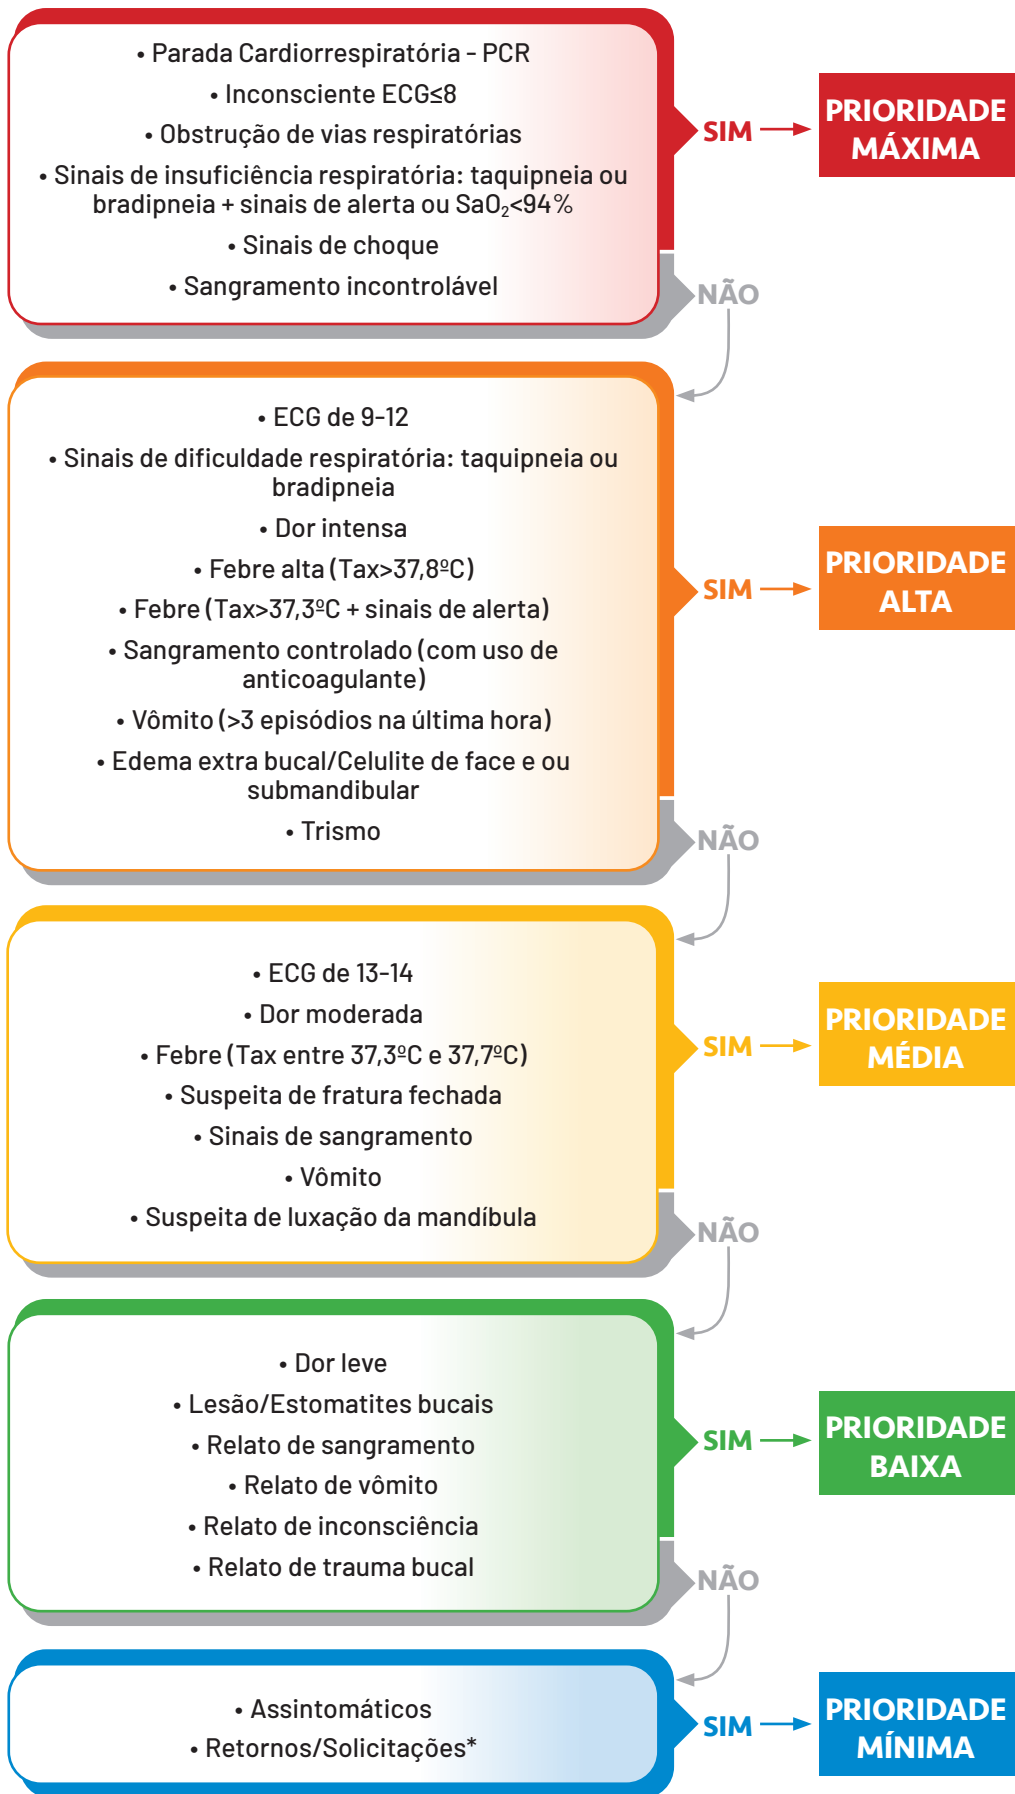 • Parada Cardiorrespiratória - PCR
• Inconsciente ECG≤8
• Obstrução de vias respiratórias
• Sinais de insuficiência respiratória: taquipneia ou
bradipneia + sinais de alerta ou SaO₂<94%
• Sinais de choque
• Sangramento incontrolável
SIM
PRIORIDADE
MÁXIMA
NÃO
• ECG de 9-12
• Sinais de dificuldade respiratória: taquipneia ou
bradipneia
• Dor intensa
• Febre alta (Tax>37,8ºC)
• Febre (Tax>37,3ºC + sinais de alerta)
• Sangramento controlado (com uso de
anticoagulante)
• Vômito (>3 episódios na última hora)
• Edema extra bucal/Celulite de face e ou
submandibular
• Trismo
SIM
PRIORIDADE
ALTA
NÃO
• ECG de 13-14
• Dor moderada
• Febre (Tax entre 37,3ºC e 37,7ºC)
• Suspeita de fratura fechada
• Sinais de sangramento
• Vômito
• Suspeita de luxação da mandíbula
SIM
PRIORIDADE
MÉDIA
NÃO
• Dor leve
• Lesão/Estomatites bucais
• Relato de sangramento
• Relato de vômito
• Relato de inconsciência
• Relato de trauma bucal
SIM
PRIORIDADE
BAIXA
NÃO
• Assintomáticos
• Retornos/Solicitações*
SIM
PRIORIDADE
MÍNIMA